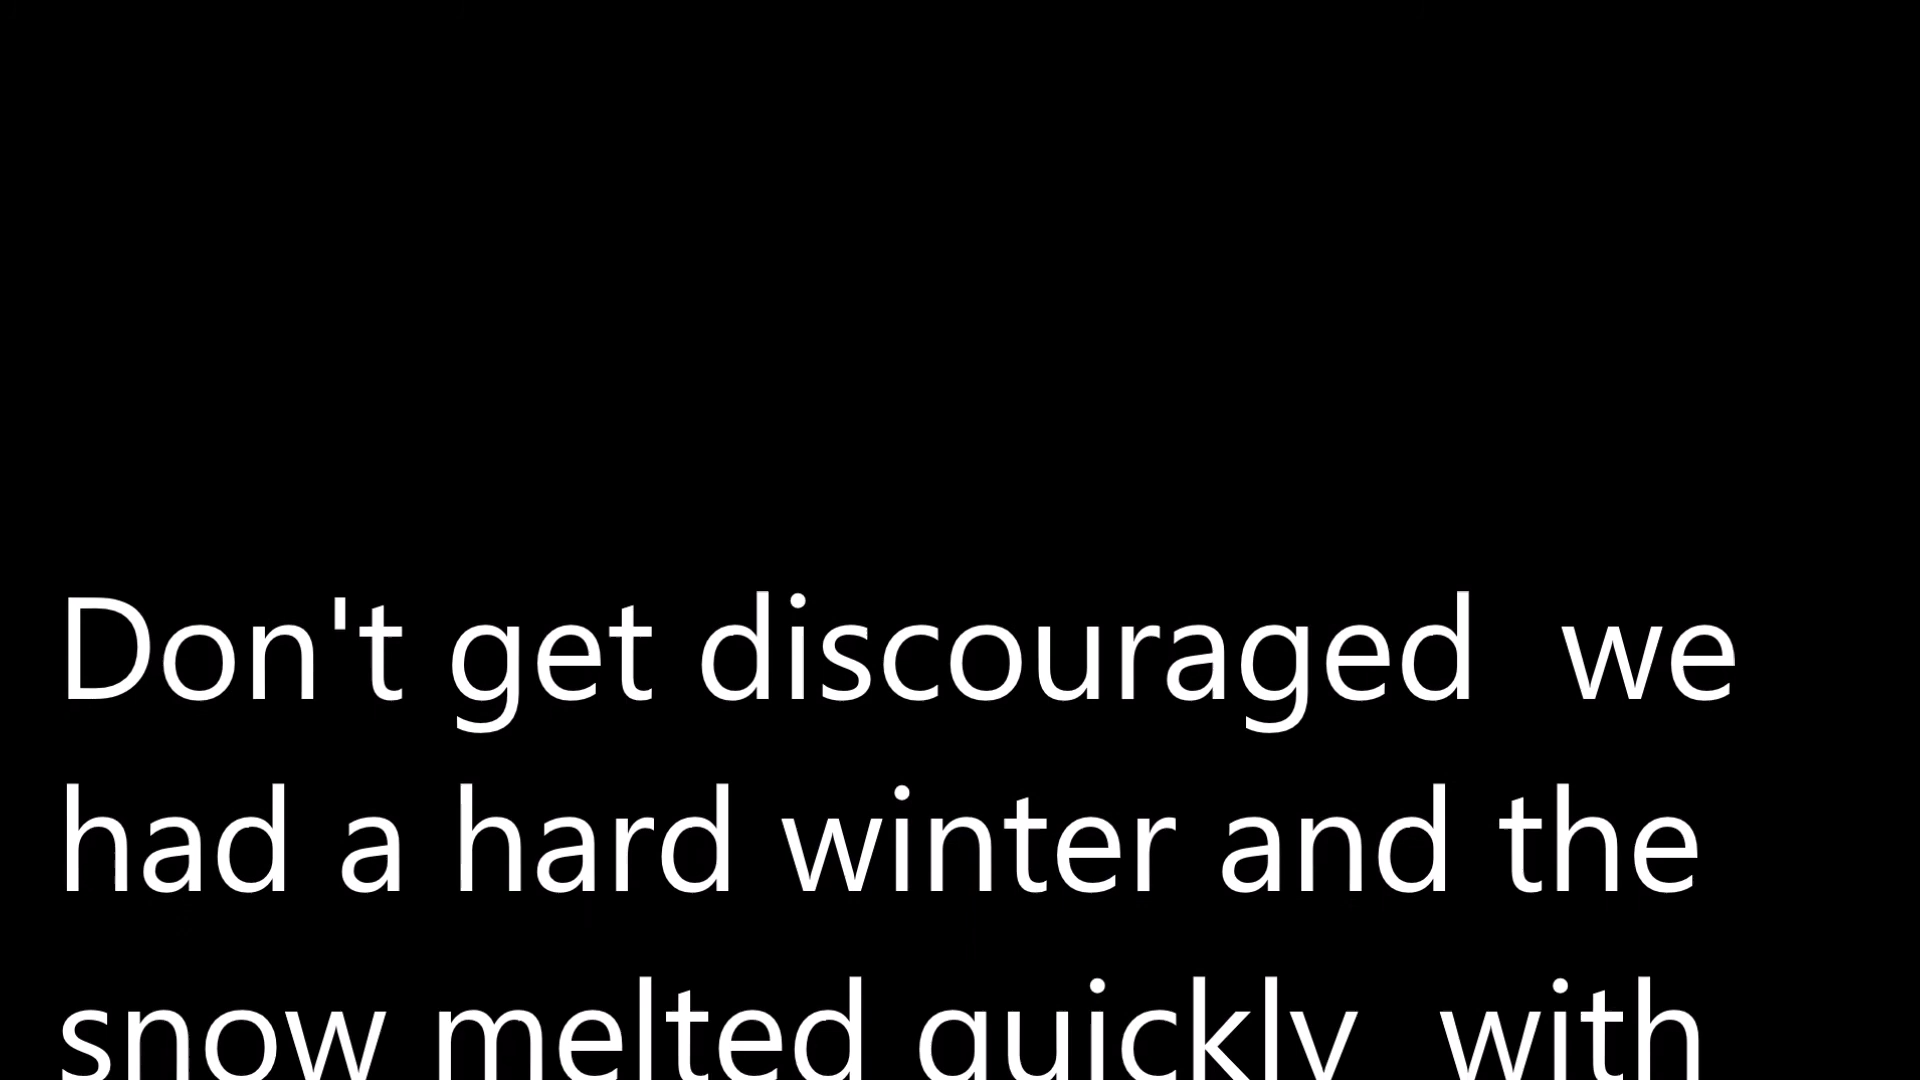 Don't get discouraged  we
had a hard winter and the
snow melted quickly  with